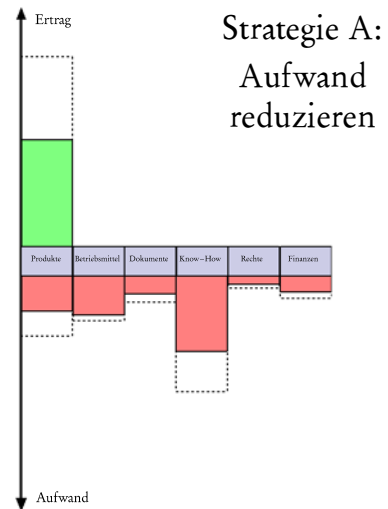 Ertrag
Strategie A:
Aufwand
reduzieren
Produkte
Betriebsmittel
Dokumente
Know-How
Rechte
Finanzen
Aufwand